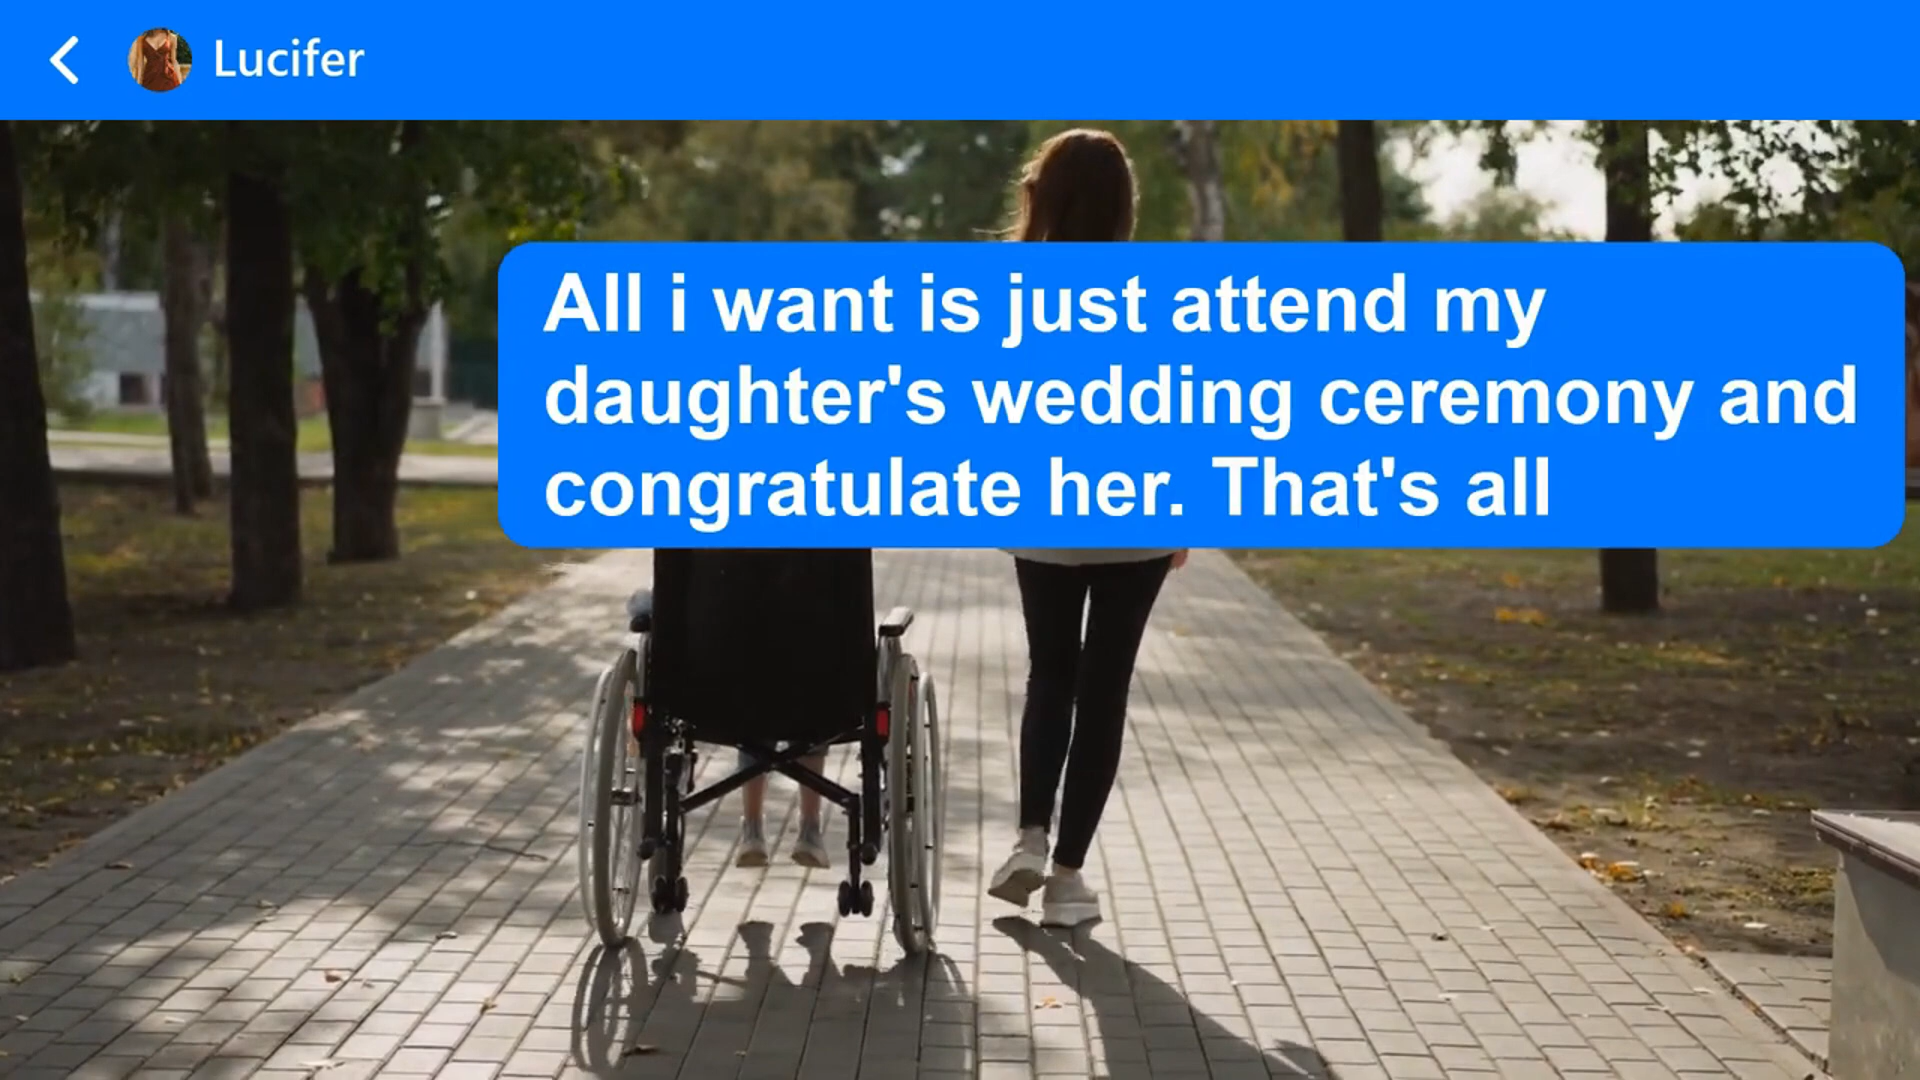 Lucifer
All i want is just attend my
daughter's wedding ceremony and
congratulate her. That's all